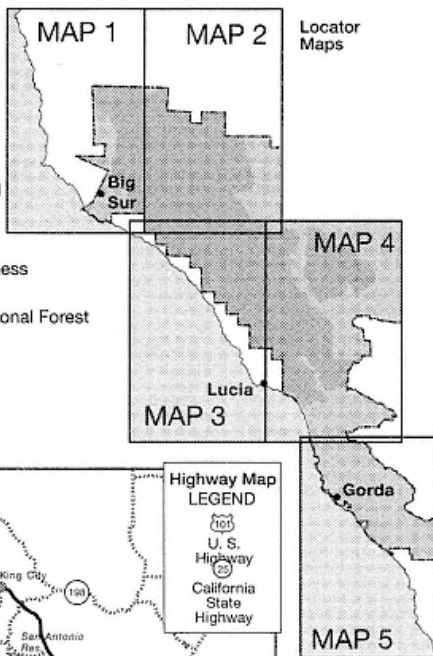 MAP 1
MAP 2
Locator
Maps
Big
Sur
MAP 4
ess
onal Forest
Lucia
MAP 3
Highway Map
LEGEND
101
U. S.
Highway
25
California
State
Highway
Gorda
King City
198
San Antonio
Res.
MAP 5